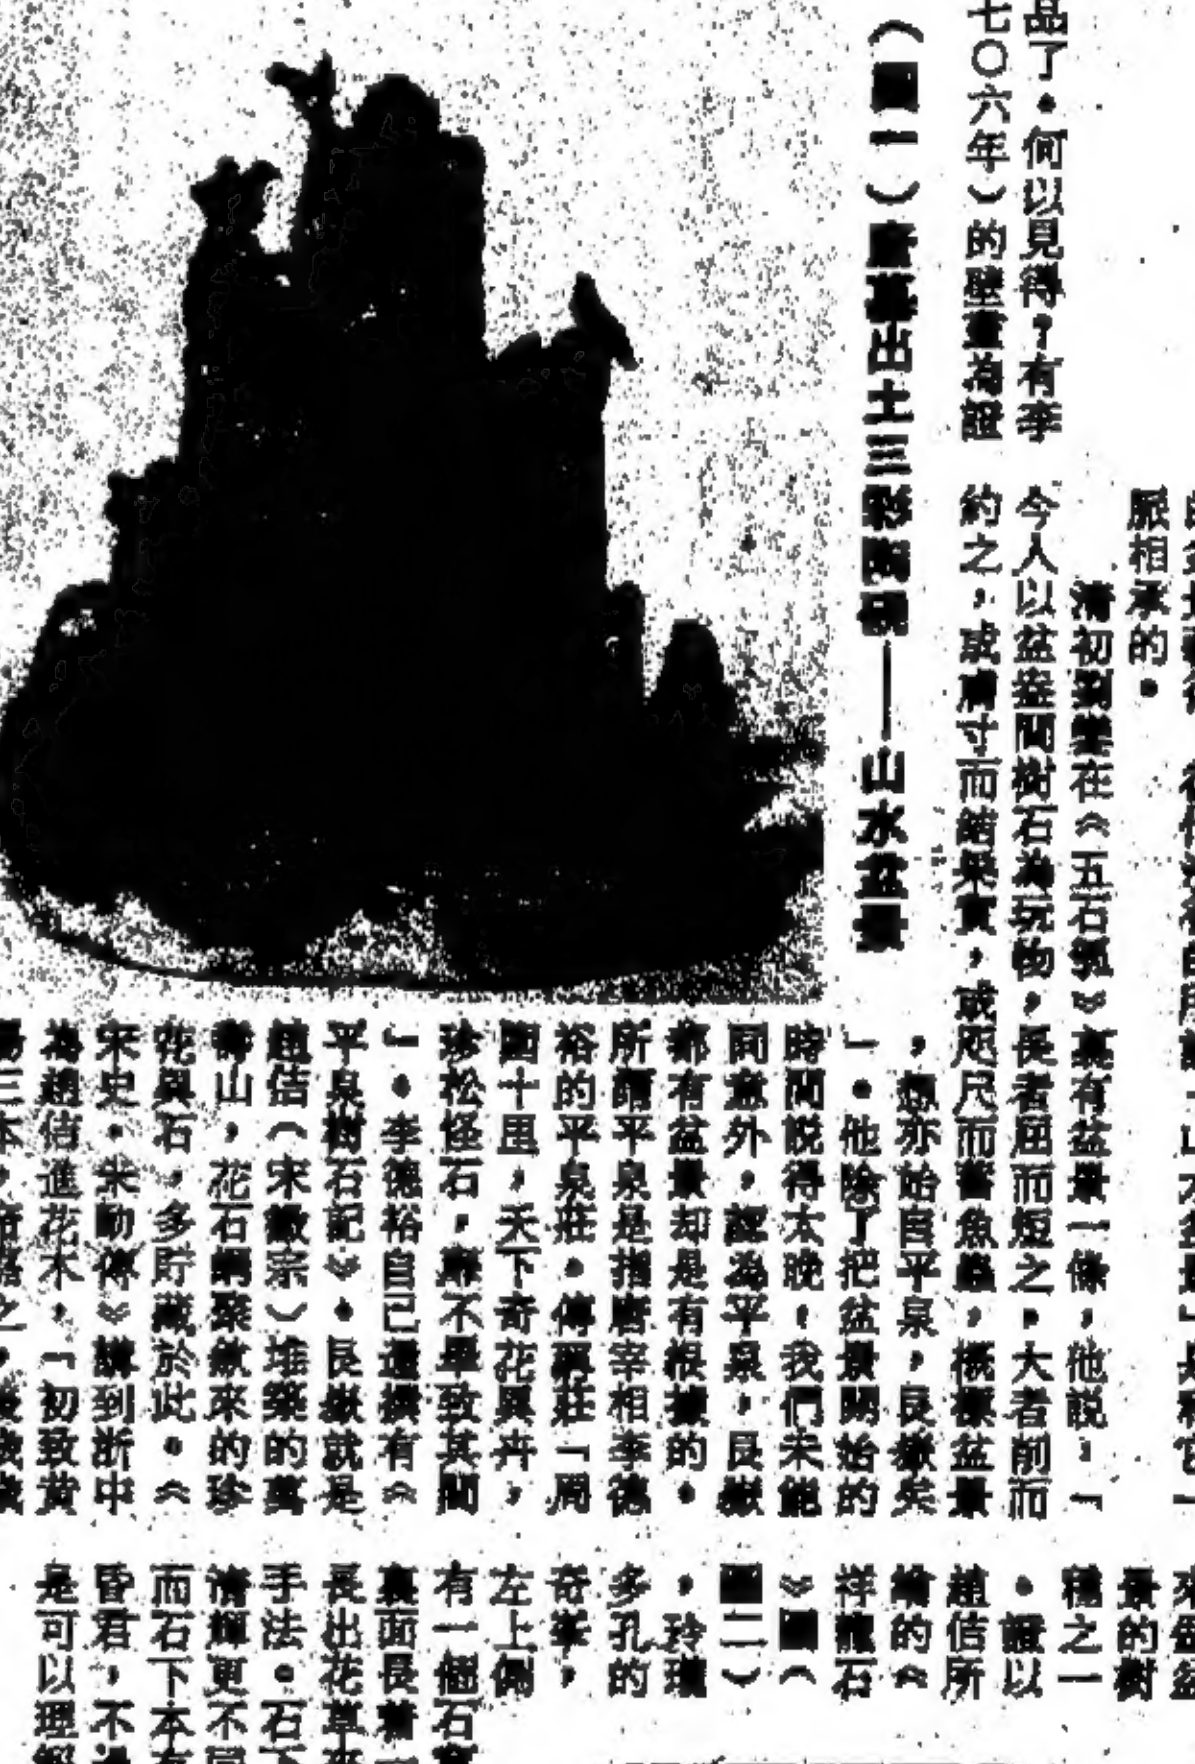 品了。何以見得?有李
七〇六年)的壁畫為證
(圖一)唐墓出土三彩陶硯——山水盆景
脈相承的。
清初劉鑾在《五石瓠》裏有盆景一條,他説:「
今人以盆盎間樹石為玩物,長者屈而短之,大者削而
約之,或膚寸而結果實,或咫尺而蓄魚蟲,概稱盆景
,想亦始自平泉,艮嶽矣
」。他除了把盆景開始的
時間説得太晚,我們未能
同意外,認為平泉,艮嶽
都有盆景却是有根據的。
所謂平泉是指唐宰相李德
裕的平泉莊。傳稱莊「周
圍十里,天下奇花異卉,
珍松怪石,靡不畢致其間
」。李德裕自己還撰有《
平泉樹石記》。艮嶽就是
趙佶(宋徽宗)堆築的萬
壽山,花石綱聚斂來的珍
花與石,多貯藏於此。《
宋史。朱勔傳》講到浙中
為趙佶進花木,「初致黄
景的樹
種之一
。證以
趙佶所
繪的《
祥龍石
》圖(
圖二)
,玲瓏
多孔的
奇峯,
左上側
有一個石
裏面長着
長出花草
手法。石下
情輝更不同
而石下本有
昏君,不過
是可以理解